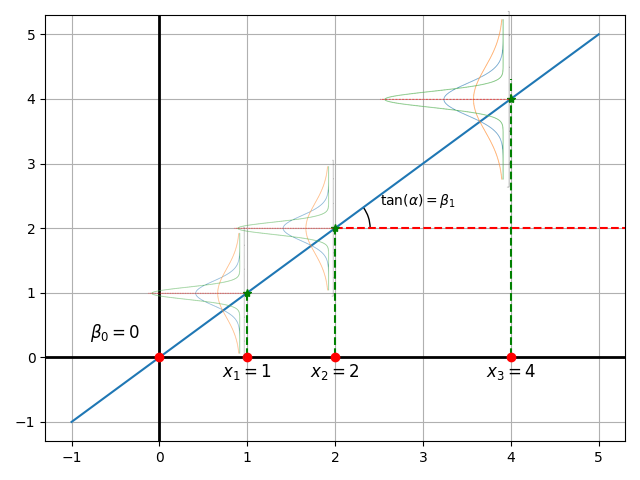 5
4
3
2
1
0
−1
tan(α) = β₁
β₀ = 0
x₁ = 1
x₂ = 2
x₃ = 4
−1 0 1 2 3 4 5